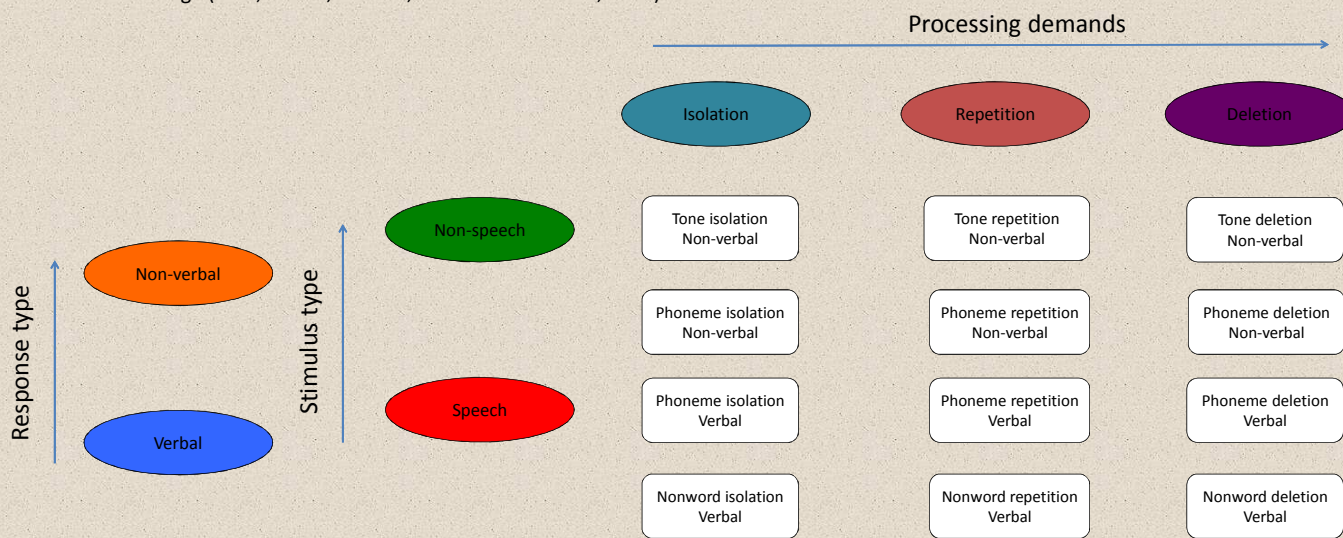 Processing demands
Isolation
Repetition
Deletion
Response type
Non-verbal
Verbal
Stimulus type
Non-speech
Speech
Tone isolation
Non-verbal
Tone repetition
Non-verbal
Tone deletion
Non-verbal
Phoneme isolation
Non-verbal
Phoneme repetition
Non-verbal
Phoneme deletion
Non-verbal
Phoneme isolation
Verbal
Phoneme repetition
Verbal
Phoneme deletion
Verbal
Nonword isolation
Verbal
Nonword repetition
Verbal
Nonword deletion
Verbal